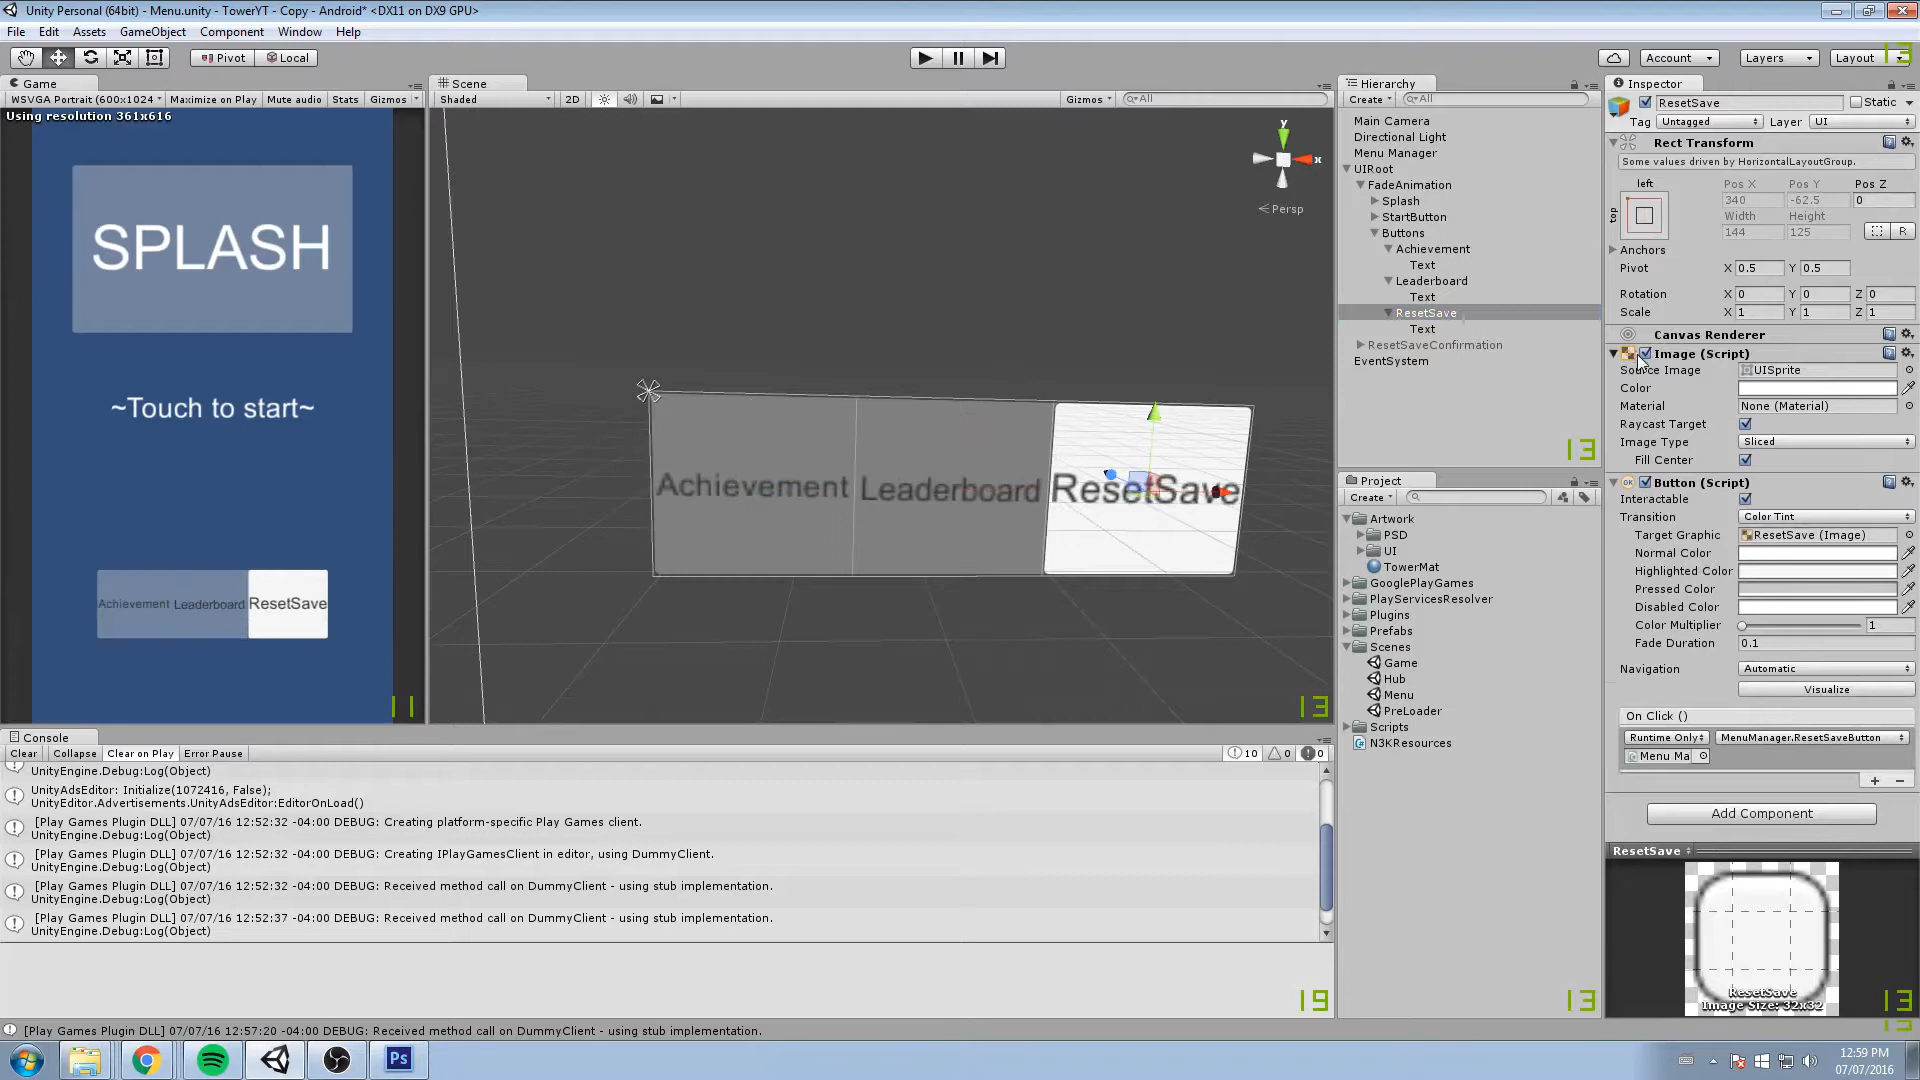 Unity Personal (64bit) - Menu.unity - TowerYT - Copy - Android* <DX11 on DX9 GPU>
File Edit Assets GameObject Component Window Help
Pivot Local Account Layers Layout
Game
WSVGA Portrait (600x1024 Maximize on Play Mute audio Stats Gizmos
Using resolution 361x616
SPLASH
~Touch to start~
Achievement Leaderboard ResetSave
11
Scene
Shaded 2D Gizmos All
y
x
Persp
Achievement Leaderboard ResetSave
13
Hierarchy
Create All
Main Camera
Directional Light
Menu Manager
UIRoot
FadeAnimation
Splash
StartButton
Buttons
Achievement
Text
Leaderboard
Text
ResetSave
Text
ResetSaveConfirmation
EventSystem
13
Project
Create
Artwork
PSD
UI
TowerMat
GooglePlayGames
PlayServicesResolver
Plugins
Prefabs
Scenes
Game
Hub
Menu
PreLoader
Scripts
N3KResources
13
Inspector
ResetSave Static
Tag Untagged Layer UI
Rect Transform
Some values driven by HorizontalLayoutGroup.
left Pos X Pos Y Pos Z
top 340 -62.5 0
Width Height
144 125 R
Anchors
Pivot X 0.5 Y 0.5
Rotation X 0 Y 0 Z 0
Scale X 1 Y 1 Z 1
Canvas Renderer
Image (Script)
Source Image UISprite
Color
Material None (Material)
Raycast Target
Image Type Sliced
Fill Center
Button (Script)
Interactable
Transition Color Tint
Target Graphic ResetSave (Image)
Normal Color
Highlighted Color
Pressed Color
Disabled Color
Color Multiplier 1
Fade Duration 0.1
Navigation Automatic
Visualize
On Click ()
Runtime Only MenuManager.ResetSaveButton
Menu Ma
+ −
Add Component
ResetSave
ResetSave
Image Size: 32x32
13
Console
Clear Collapse Clear on Play Error Pause 10 0 0
UnityEngine.Debug:Log(Object)
UnityAdsEditor: Initialize(1072416, False);
UnityEditor.Advertisements.UnityAdsEditor:EditorOnLoad()
[Play Games Plugin DLL] 07/07/16 12:52:32 -04:00 DEBUG: Creating platform-specific Play Games client.
UnityEngine.Debug:Log(Object)
[Play Games Plugin DLL] 07/07/16 12:52:32 -04:00 DEBUG: Creating IPlayGamesClient in editor, using DummyClient.
UnityEngine.Debug:Log(Object)
[Play Games Plugin DLL] 07/07/16 12:52:32 -04:00 DEBUG: Received method call on DummyClient - using stub implementation.
UnityEngine.Debug:Log(Object)
[Play Games Plugin DLL] 07/07/16 12:52:37 -04:00 DEBUG: Received method call on DummyClient - using stub implementation.
UnityEngine.Debug:Log(Object)
19
[Play Games Plugin DLL] 07/07/16 12:57:20 -04:00 DEBUG: Received method call on DummyClient - using stub implementation.
Ps
12:59 PM
07/07/2016